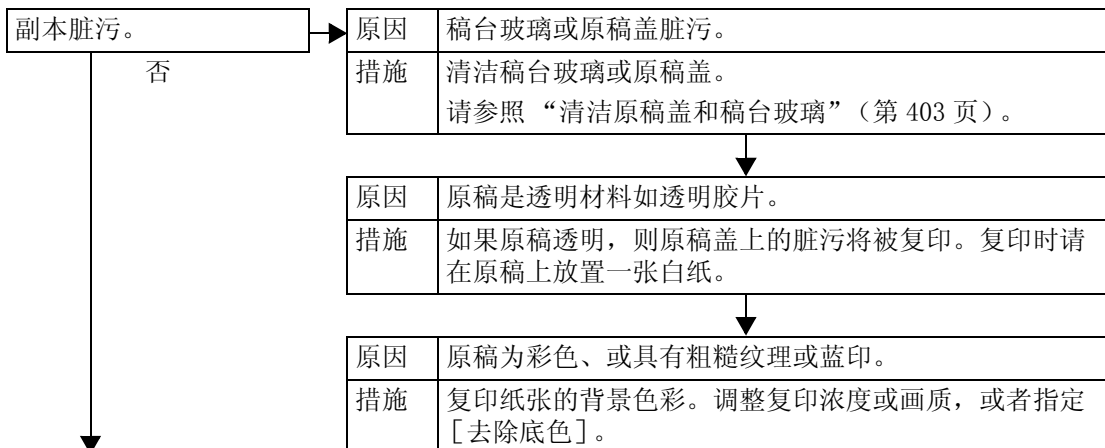 副本脏污。
否
原因 稿台玻璃或原稿盖脏污。
措施 清洁稿台玻璃或原稿盖。
请参照 “清洁原稿盖和稿台玻璃”(第 403 页)。
原因 原稿是透明材料如透明胶片。
措施 如果原稿透明，则原稿盖上的脏污将被复印。复印时请
在原稿上放置一张白纸。
原因 原稿为彩色、或具有粗糙纹理或蓝印。
措施 复印纸张的背景色彩。调整复印浓度或画质，或者指定
［去除底色］。